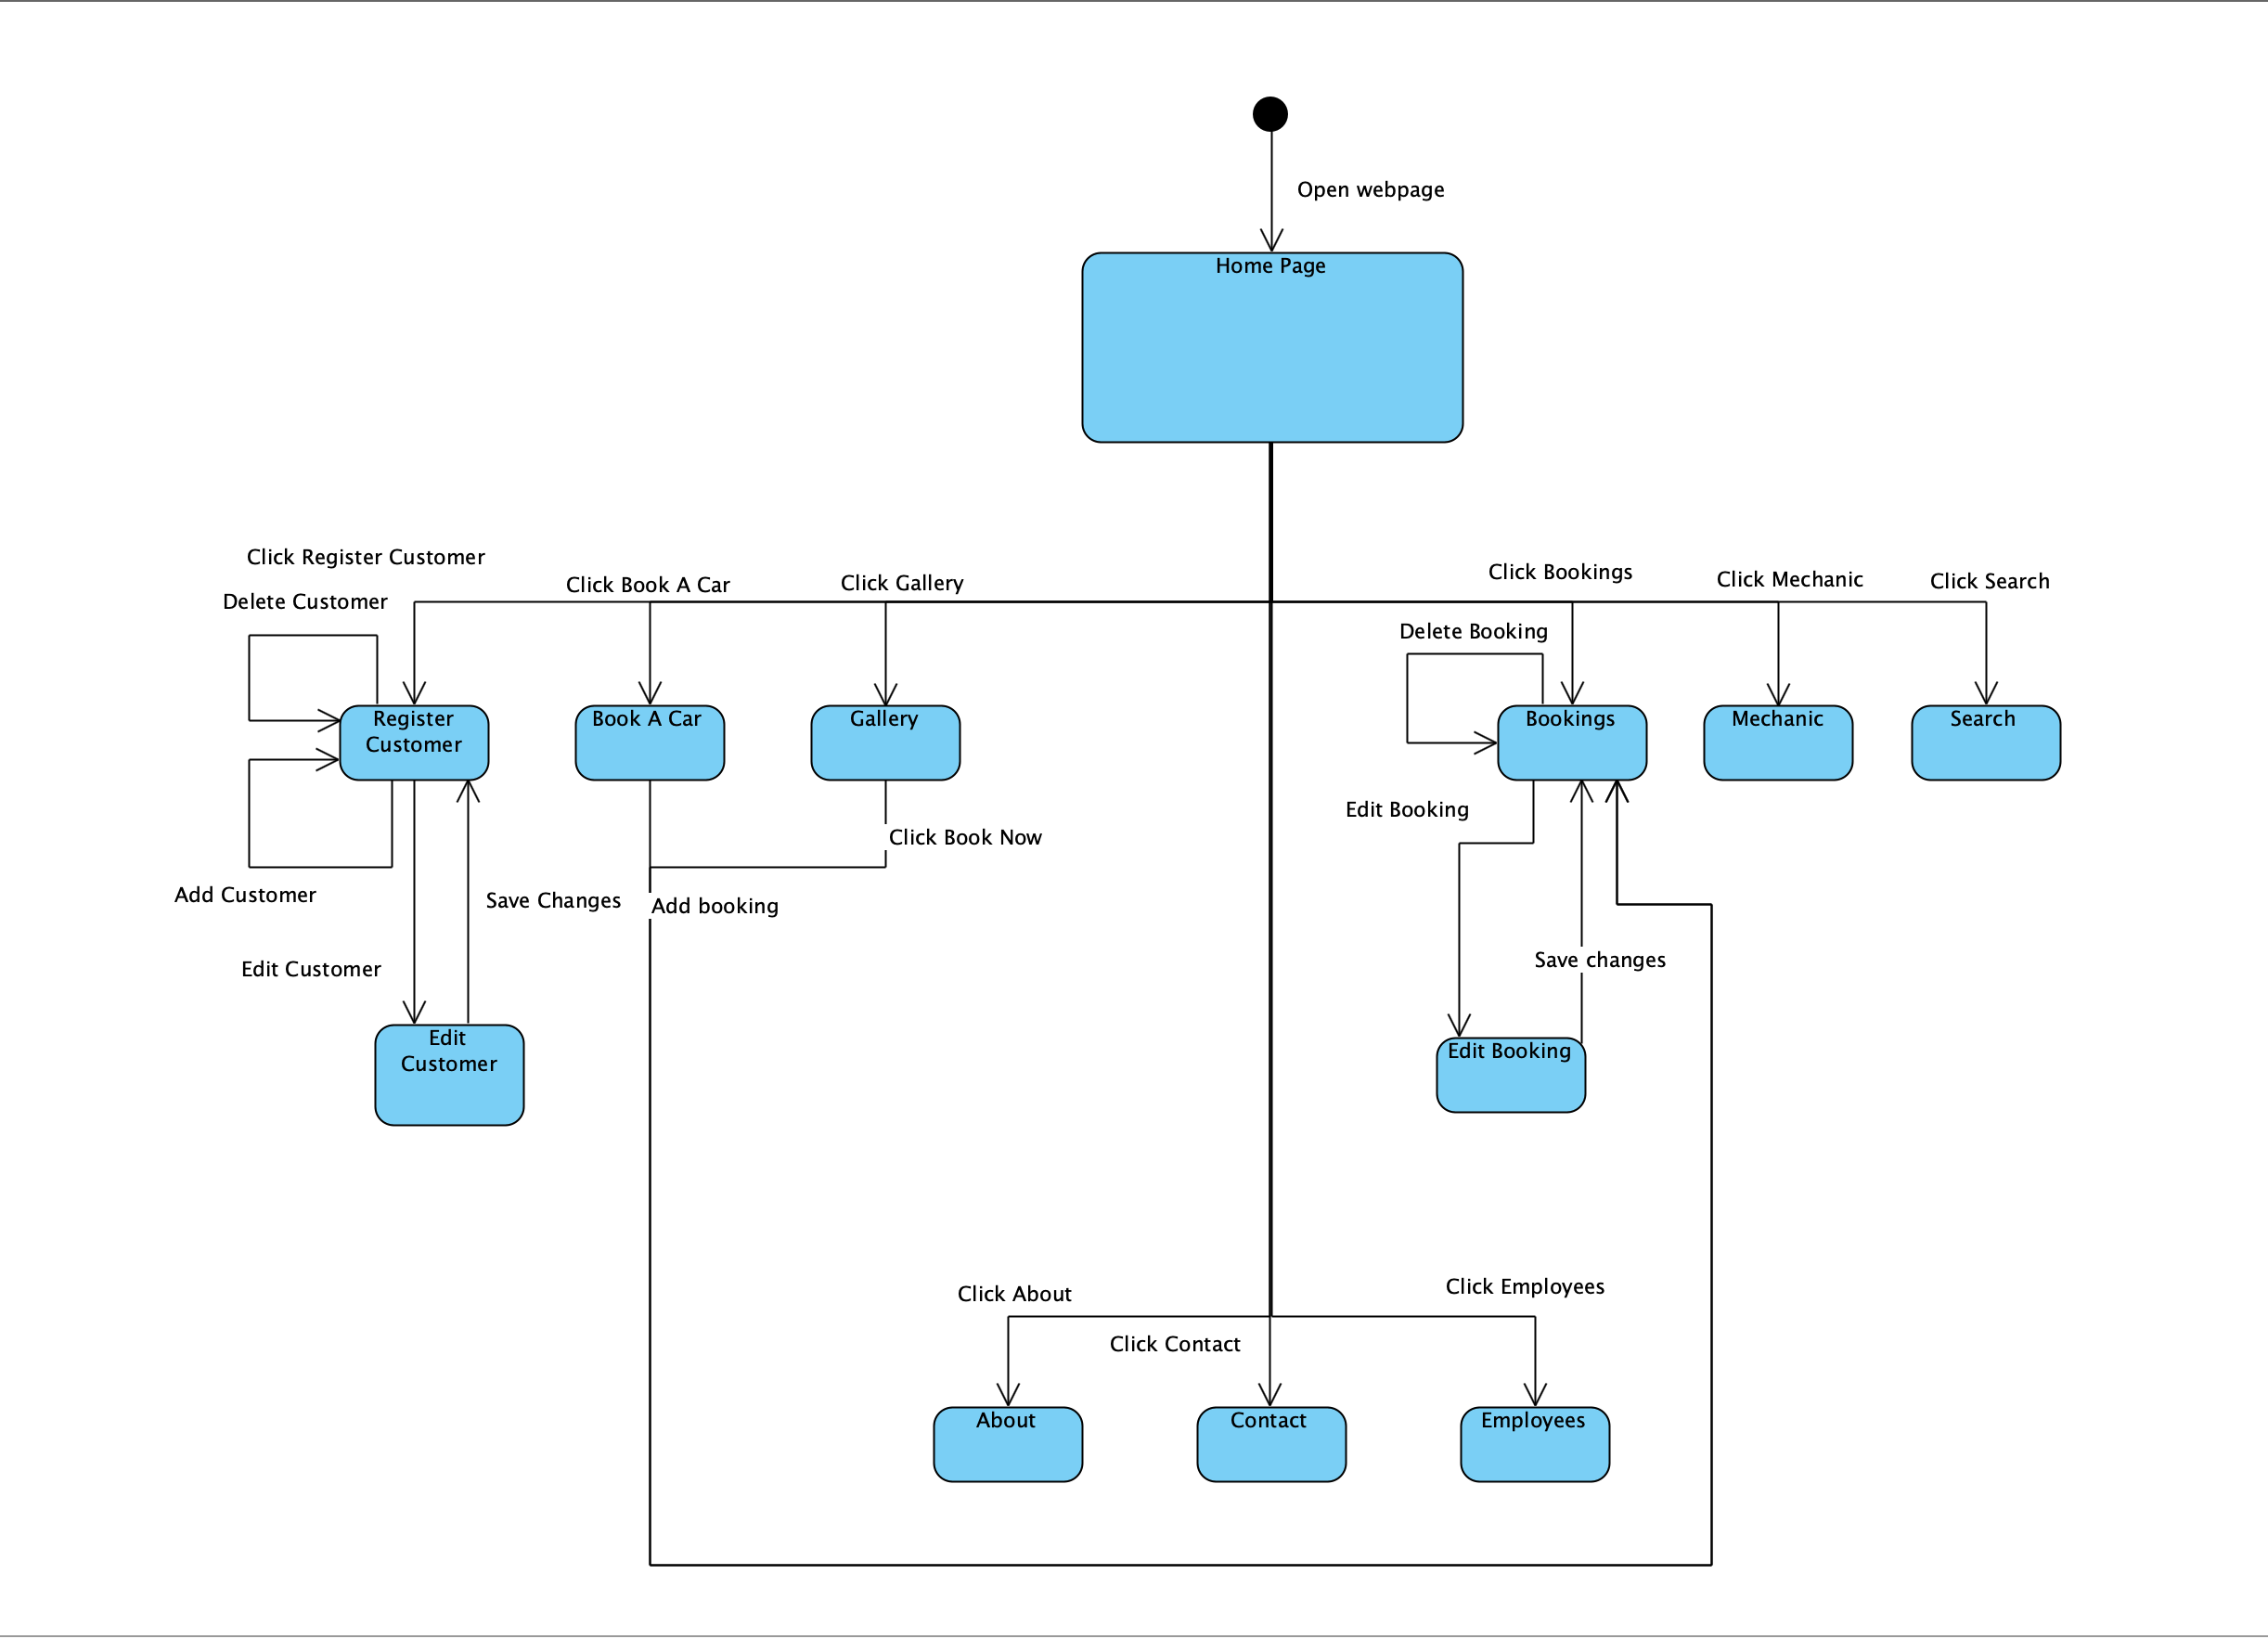 Open webpage
Home Page
Click Register Customer
Click Book A Car
Click Gallery
Click Bookings
Click Mechanic
Click Search
Delete Customer
Delete Booking
Register
Customer
Book A Car
Gallery
Bookings
Mechanic
Search
Edit Booking
Click Book Now
Add Customer
Save Changes
Add booking
Edit Customer
Save changes
Edit
Customer
Edit Booking
Click About
Click Employees
Click Contact
About
Contact
Employees